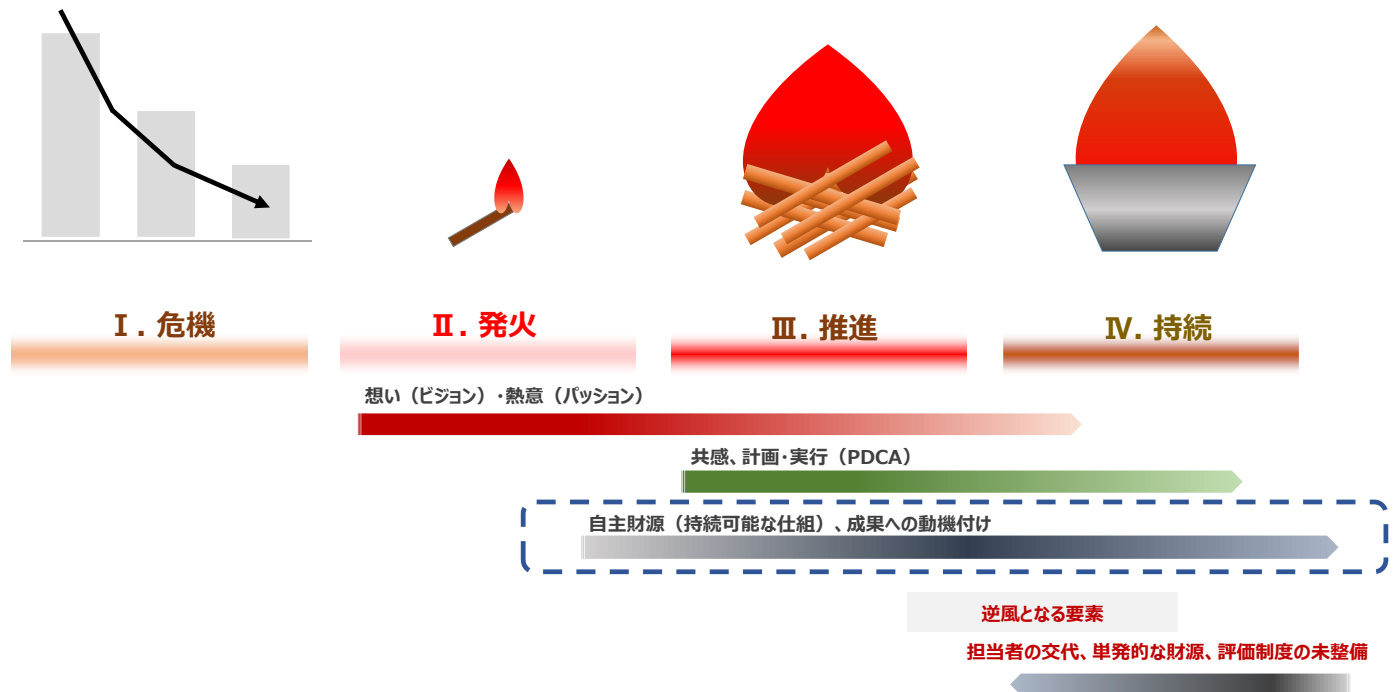 Ⅰ. 危機
Ⅱ. 発火
Ⅲ. 推進
Ⅳ. 持続
想い（ビジョン）・熱意（パッション）
共感、計画・実行（PDCA）
自主財源（持続可能な仕組）、成果への動機付け
逆風となる要素
担当者の交代、単発的な財源、評価制度の未整備